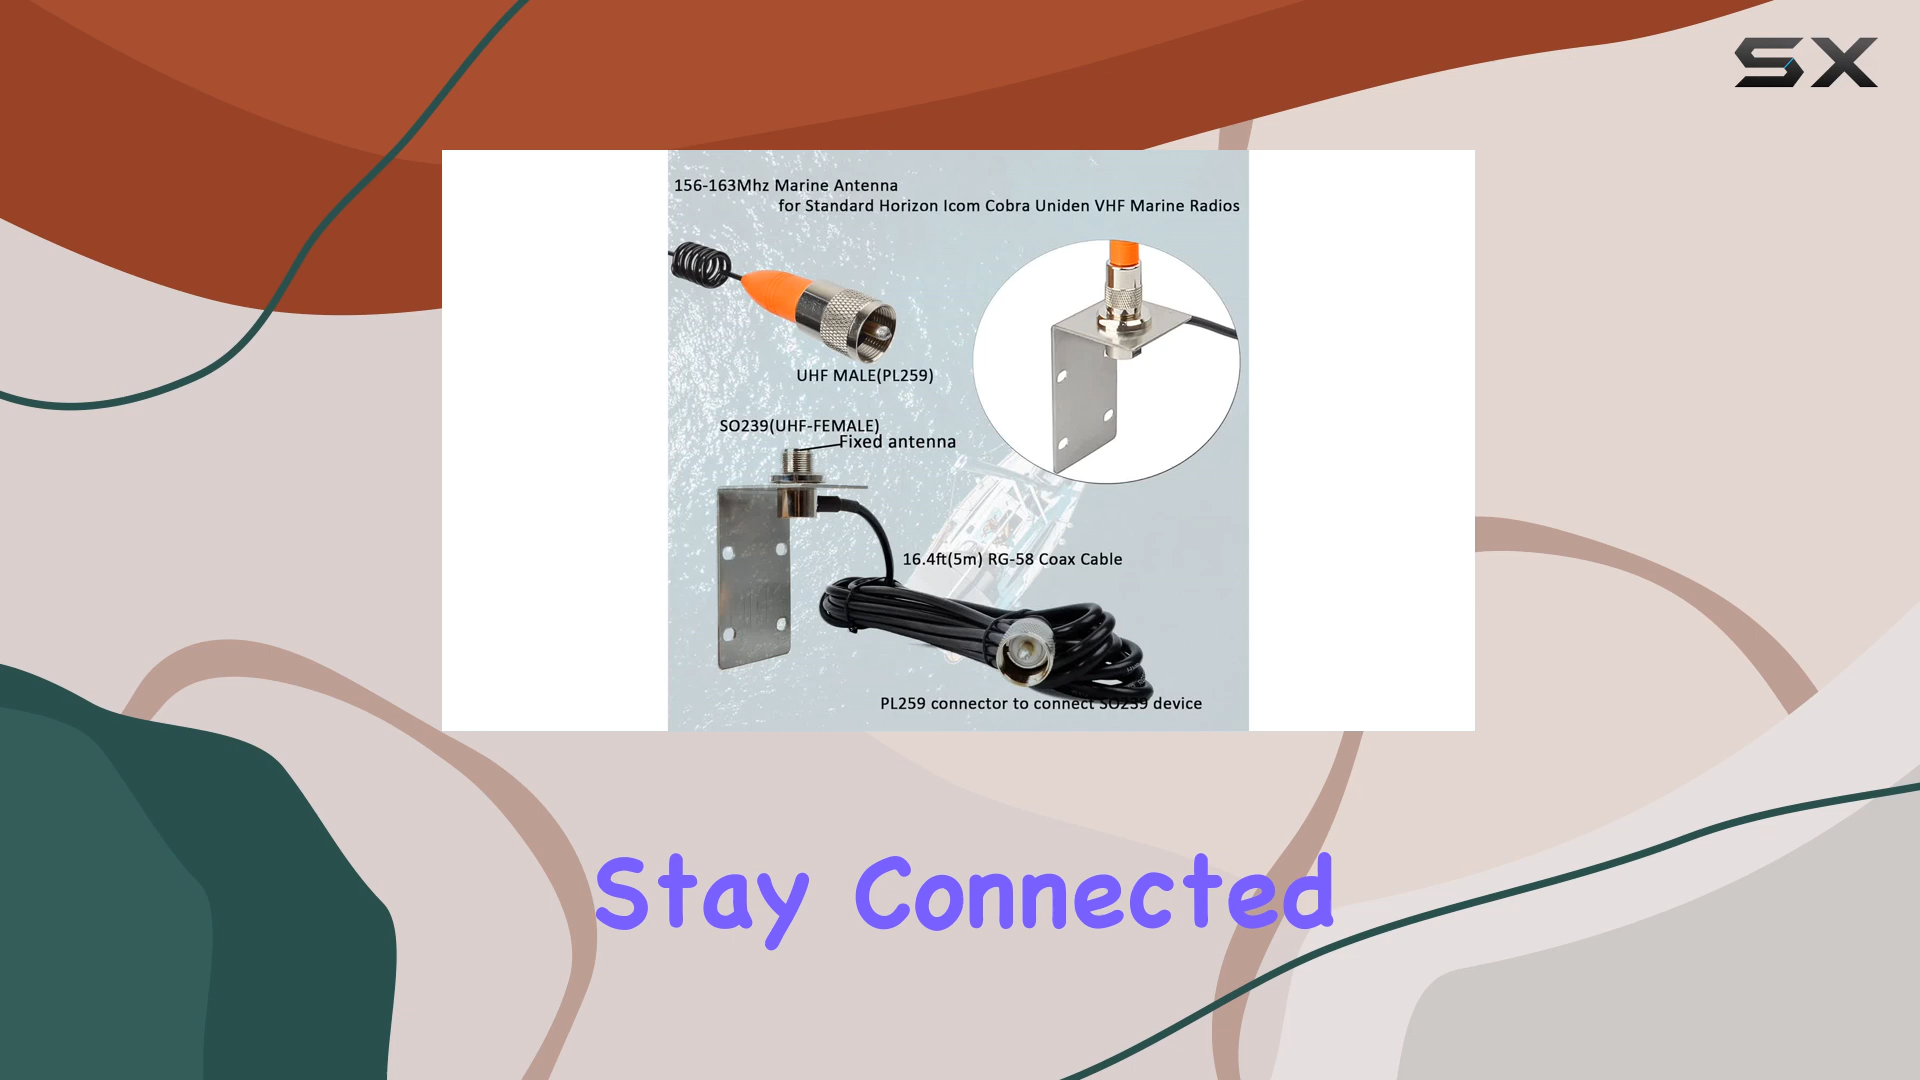 SX
156-163Mhz Marine Antenna
for Standard Horizon Icom Cobra Uniden VHF Marine Radios
UHF MALE(PL259)
SO239(UHF-FEMALE)
Fixed antenna
16.4ft(5m) RG-58 Coax Cable
PL259 connector to connect SO239 device
Stay Connected